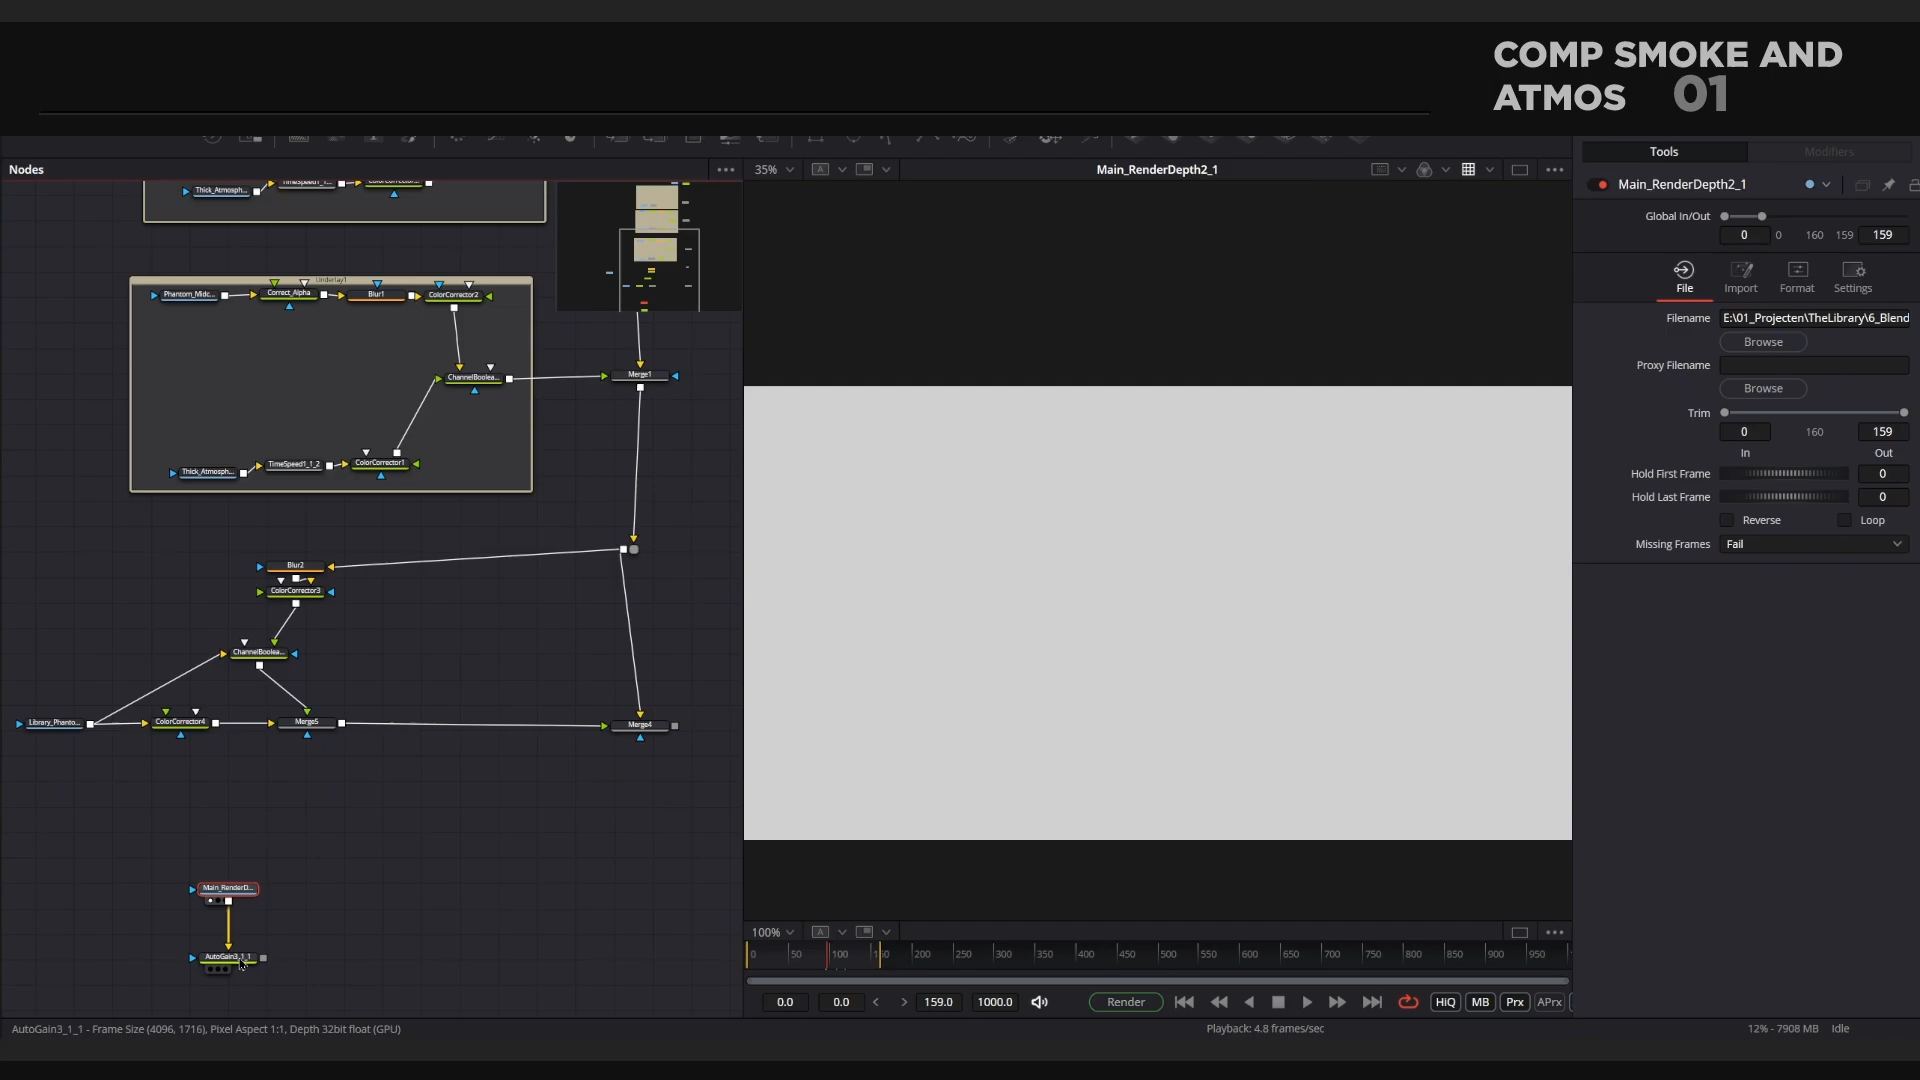 COMP SMOKE AND
ATMOS 01
Nodes
35%
Main_RenderDepth2_1
Tools
Modifiers
Main_RenderDepth2_1
Global In/Out
0 0 160 159 159
File Import Format Settings
Filename E:\01_Projecten\TheLibrary\6_Blend
Browse
Proxy Filename
Browse
Trim
0 160 159
In Out
Hold First Frame 0
Hold Last Frame 0
Reverse Loop
Missing Frames Fail
Thick_Atmosph...
Underlay1
Phantom_Midc...
Correct_Alpha
Blur1
ColorCorrector2
ChannelBoolea...
Merge1
Thick_Atmosph...
TimeSpeed1_1_2
ColorCorrector1
Blur2
ColorCorrector3
ChannelBoolea...
Library_Phanto...
ColorCorrector4
Merge5
Merge4
Main_RenderD...
AutoGain3_1_1
100%
0 50 100 200 250 300 350 400 450 500 550 600 650 700 750 800 850 900 950
0.0 0.0 159.0 1000.0 Render HiQ MB Prx APrx
AutoGain3_1_1 - Frame Size (4096, 1716), Pixel Aspect 1:1, Depth 32bit float (GPU)
Playback: 4.8 frames/sec
12% - 7908 MB Idle